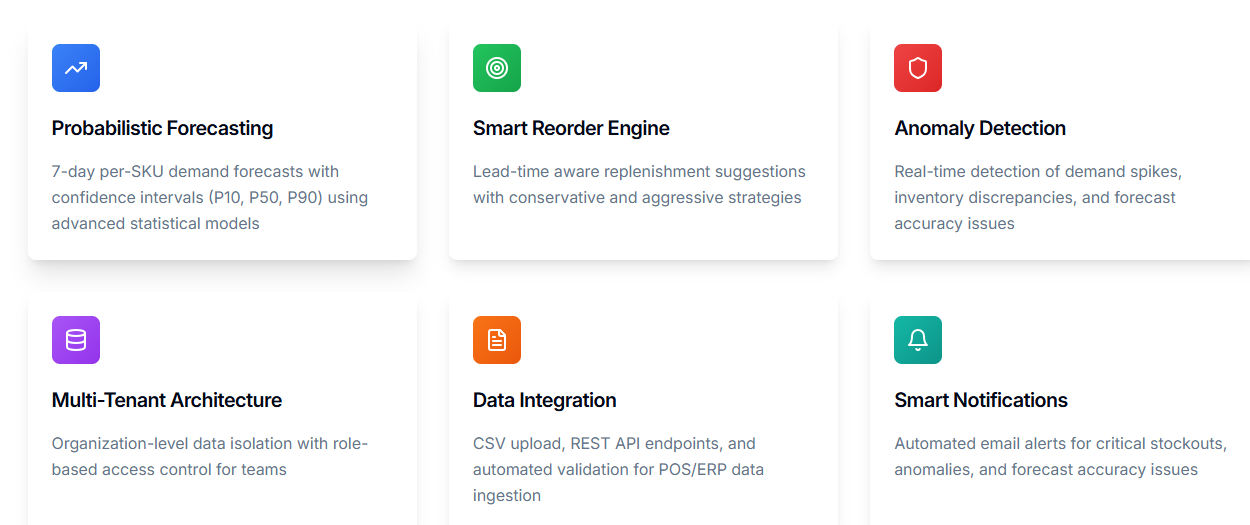 Probabilistic Forecasting
7-day per-SKU demand forecasts with
confidence intervals (P10, P50, P90) using
advanced statistical models
Smart Reorder Engine
Lead-time aware replenishment suggestions
with conservative and aggressive strategies
Anomaly Detection
Real-time detection of demand spikes,
inventory discrepancies, and forecast
accuracy issues
Multi-Tenant Architecture
Organization-level data isolation with role-
based access control for teams
Data Integration
CSV upload, REST API endpoints, and
automated validation for POS/ERP data
ingestion
Smart Notifications
Automated email alerts for critical stockouts,
anomalies, and forecast accuracy issues